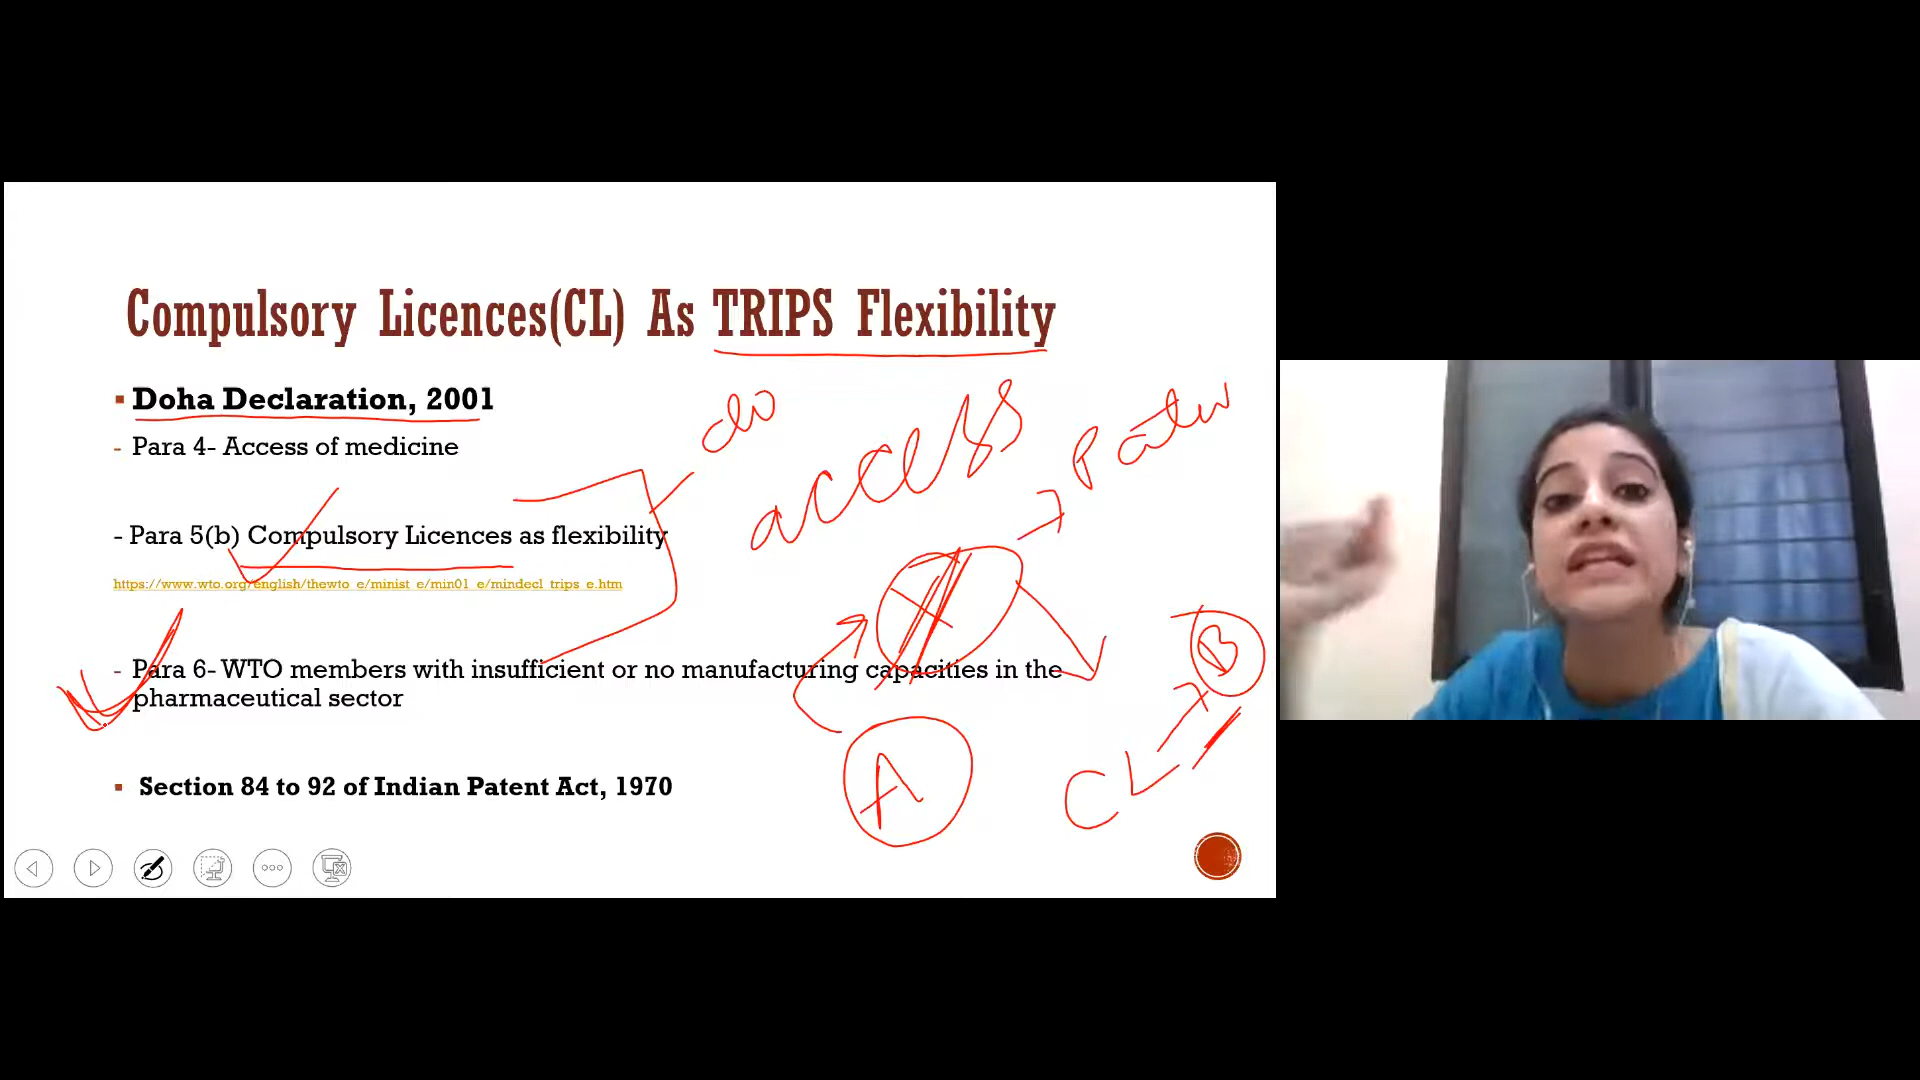 Compulsory Licences(CL) As TRIPS Flexibility
▪ Doha Declaration, 2001
- Para 4- Access of medicine
- Para 5(b) Compulsory Licences as flexibility
https://www.wto.org/english/thewto_e/minist_e/min01_e/mindecl_trips_e.htm
- Para 6- WTO members with insufficient or no manufacturing capacities in the
pharmaceutical sector
▪ Section 84 to 92 of Indian Patent Act, 1970
access
A
B
CL